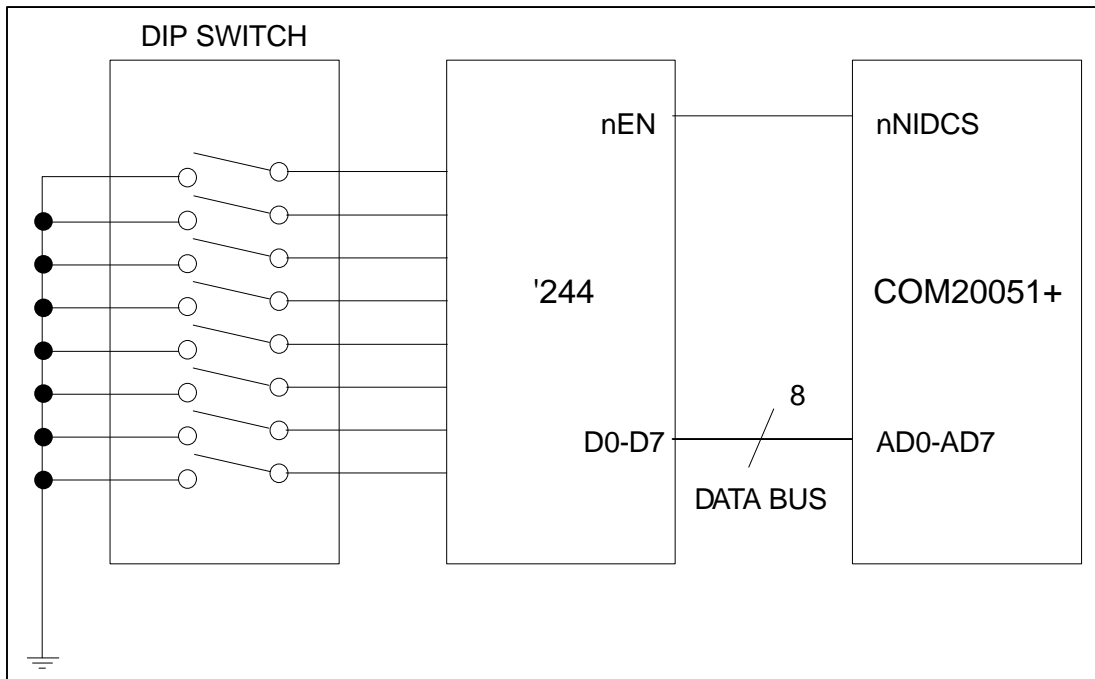 DIP SWITCH
nEN
nNIDCS
'244
COM20051+
8
D0-D7
AD0-AD7
DATA BUS